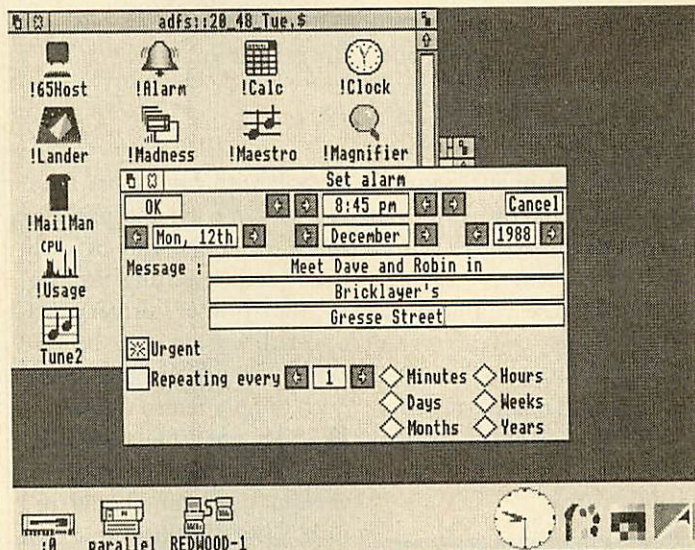 adfs::20_48_Tue.$
!65Host !Alarm !Calc !Clock
!Lander !Madness !Maestro !Magnifier
!MailMan
CPU
!Usage
Tune2
Set alarm
OK 8:45 pm Cancel
Mon, 12th December 1988
Message : Meet Dave and Robin in
Bricklayer's
Gresse Street
Urgent
Repeating every 1 Minutes Hours
Days Weeks
Months Years
:0 parallel REDWOOD-1